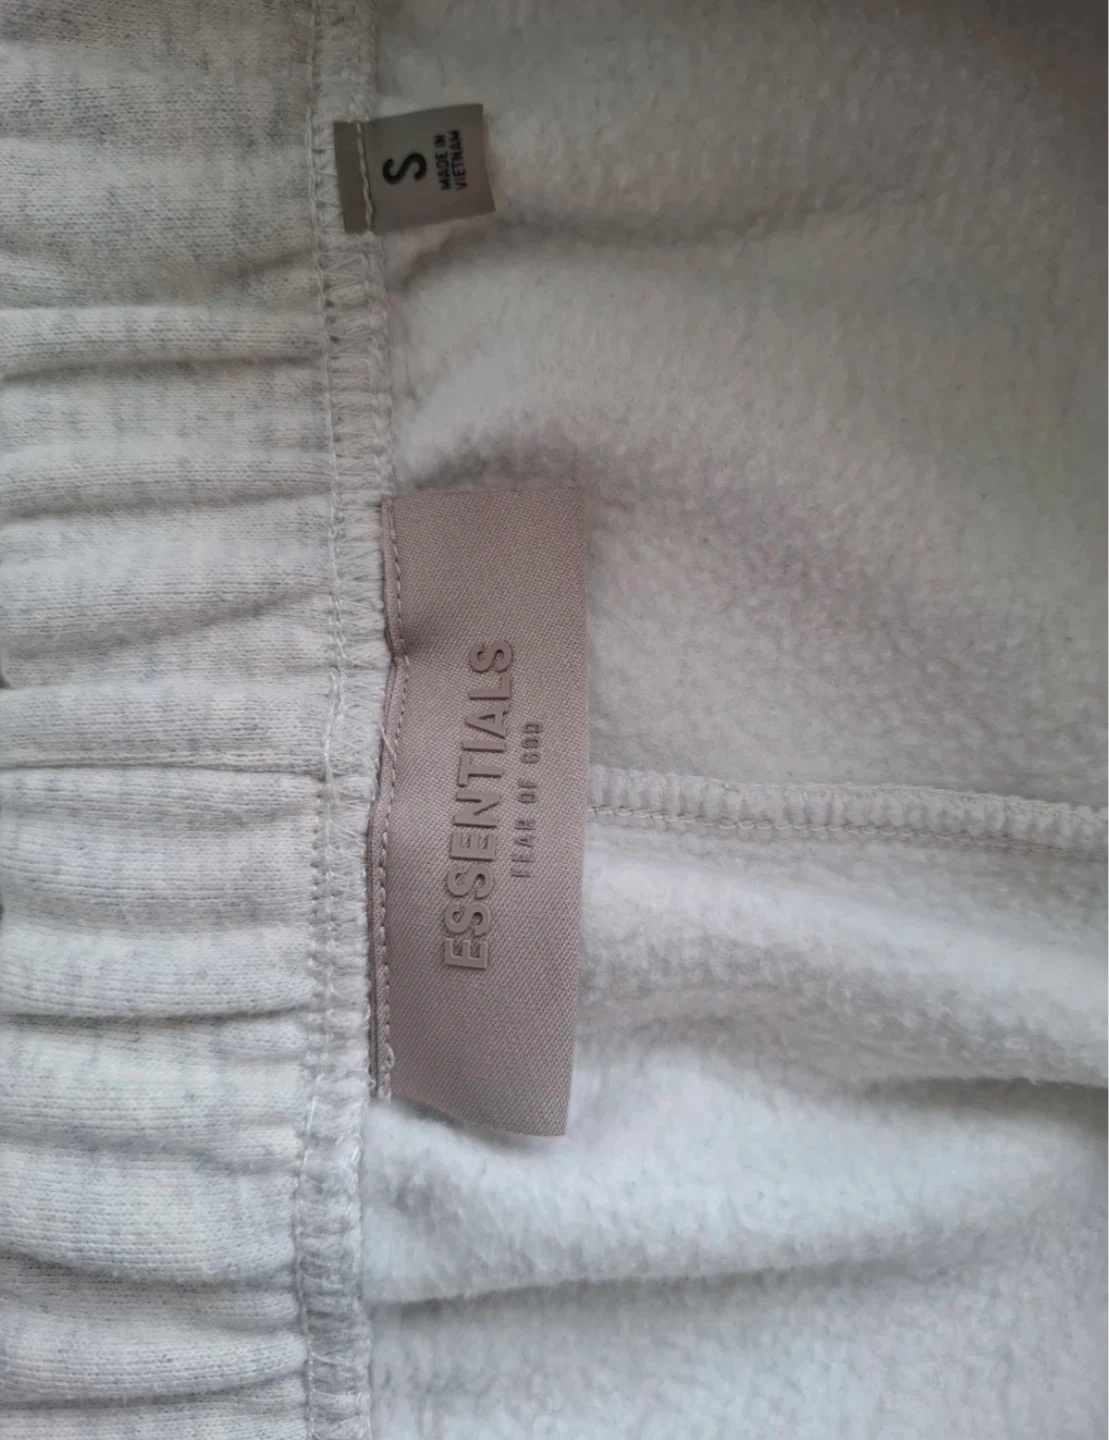 S
MADE IN
VIETNAM
ESSENTIALS
FEAR OF GOD